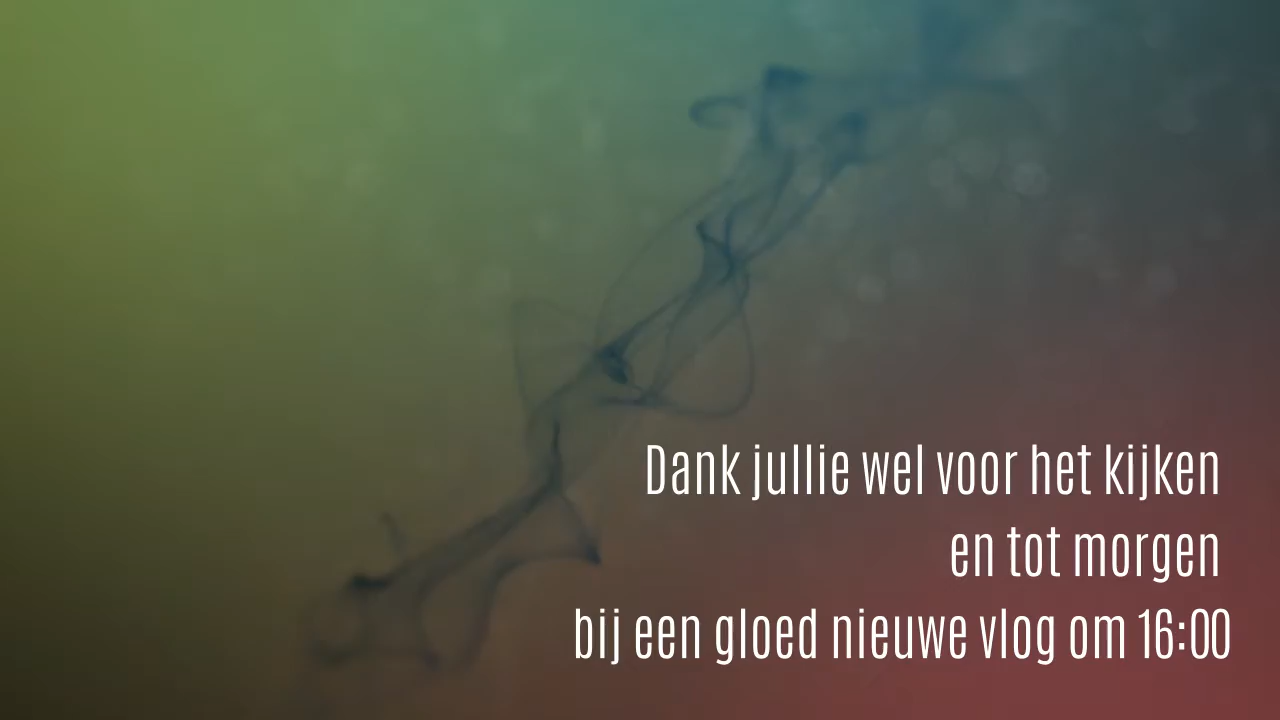 Dank jullie wel voor het kijken
en tot morgen
bij een gloed nieuwe vlog om 16:00